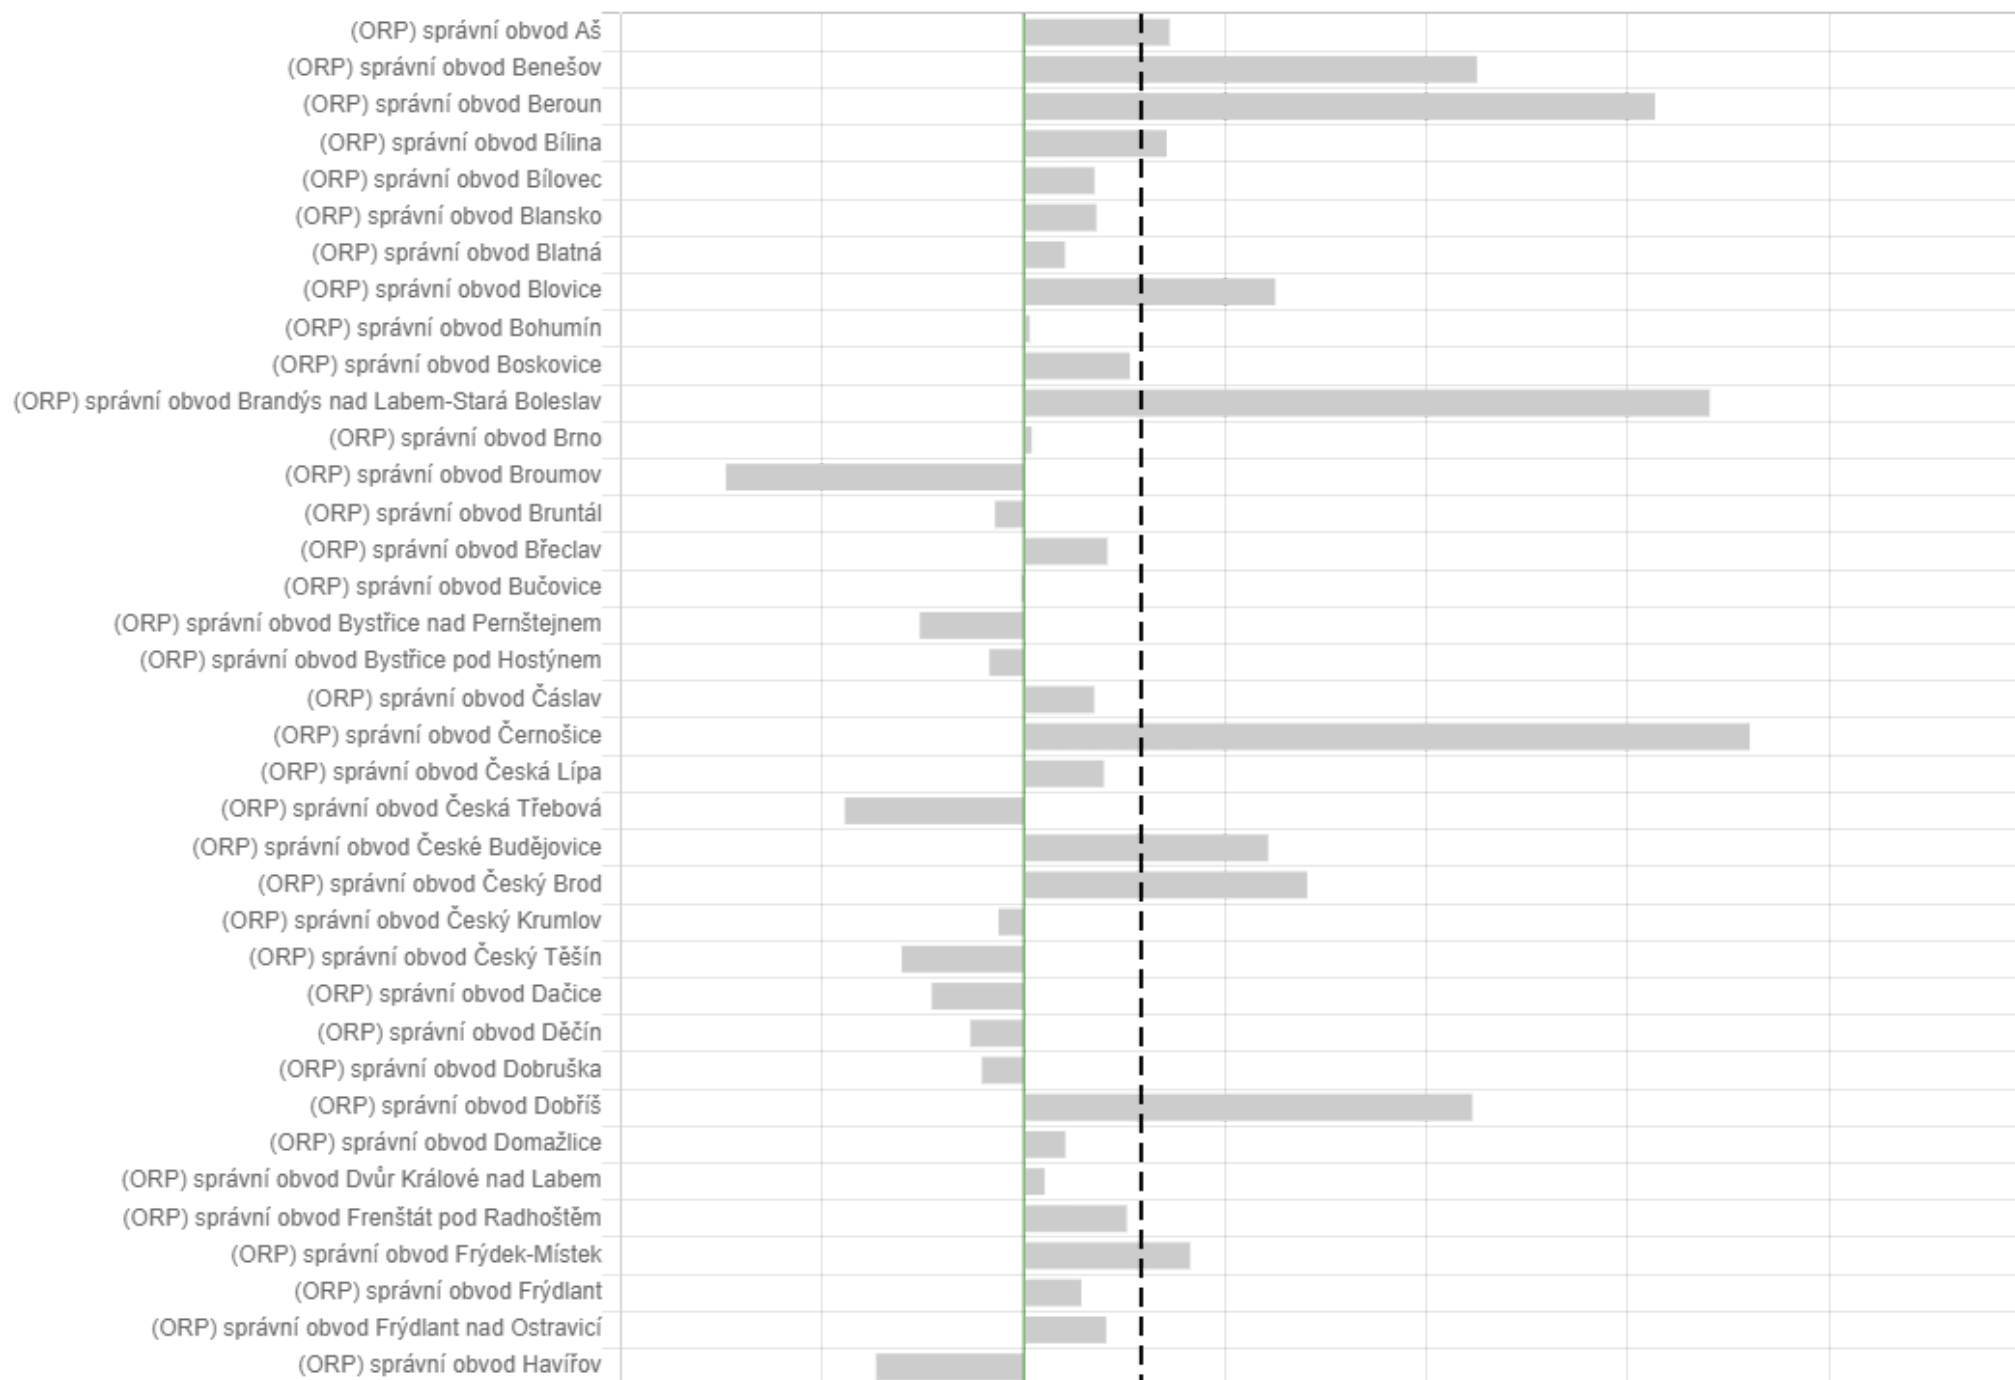 (ORP) správní obvod Aš
(ORP) správní obvod Benešov
(ORP) správní obvod Beroun
(ORP) správní obvod Bílina
(ORP) správní obvod Bílovec
(ORP) správní obvod Blansko
(ORP) správní obvod Blatná
(ORP) správní obvod Blovice
(ORP) správní obvod Bohumín
(ORP) správní obvod Boskovice
(ORP) správní obvod Brandýs nad Labem-Stará Boleslav
(ORP) správní obvod Brno
(ORP) správní obvod Broumov
(ORP) správní obvod Bruntál
(ORP) správní obvod Břeclav
(ORP) správní obvod Bučovice
(ORP) správní obvod Bystřice nad Pernštejnem
(ORP) správní obvod Bystřice pod Hostýnem
(ORP) správní obvod Čáslav
(ORP) správní obvod Černošice
(ORP) správní obvod Česká Lípa
(ORP) správní obvod Česká Třebová
(ORP) správní obvod České Budějovice
(ORP) správní obvod Český Brod
(ORP) správní obvod Český Krumlov
(ORP) správní obvod Český Těšín
(ORP) správní obvod Dačice
(ORP) správní obvod Děčín
(ORP) správní obvod Dobruška
(ORP) správní obvod Dobříš
(ORP) správní obvod Domažlice
(ORP) správní obvod Dvůr Králové nad Labem
(ORP) správní obvod Frenštát pod Radhoštěm
(ORP) správní obvod Frýdek-Místek
(ORP) správní obvod Frýdlant
(ORP) správní obvod Frýdlant nad Ostravicí
(ORP) správní obvod Havířov